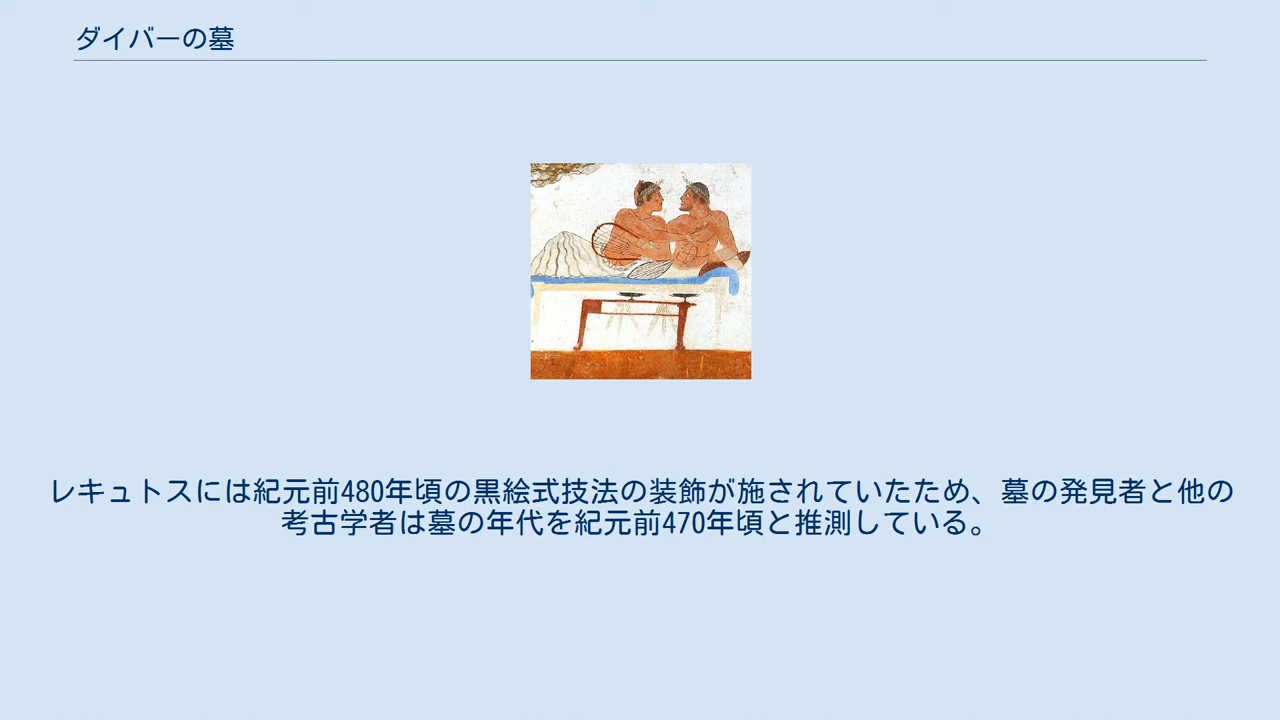 ダイバーの墓
レキュトスには紀元前480年頃の黒絵式技法の装飾が施されていたため、墓の発見者と他の
考古学者は墓の年代を紀元前470年頃と推測している。